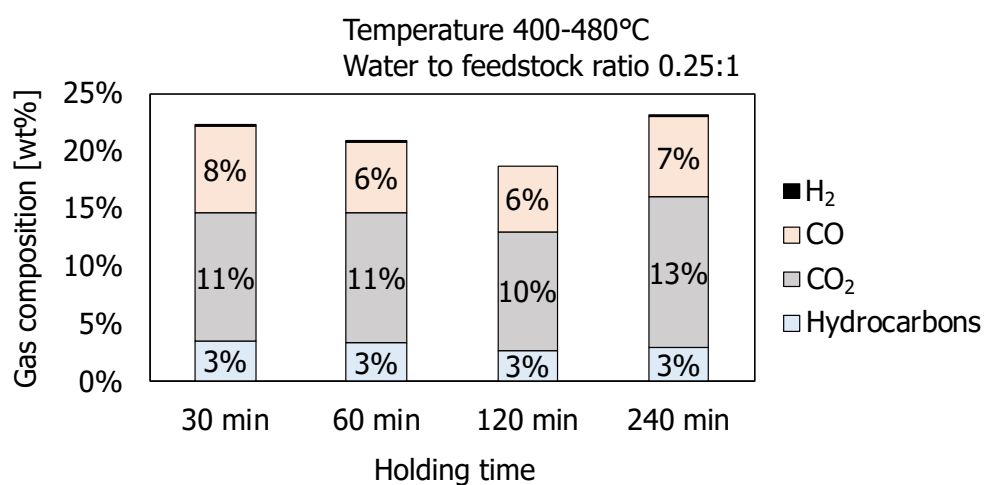 Temperature 400-480°C
Water to feedstock ratio 0.25:1
Gas composition [wt%]
25%
20%
15%
10%
5%
0%
8%
6%
6%
7%
11%
11%
10%
13%
3%
3%
3%
3%
30 min
60 min
120 min
240 min
Holding time
H₂
CO
CO₂
Hydrocarbons